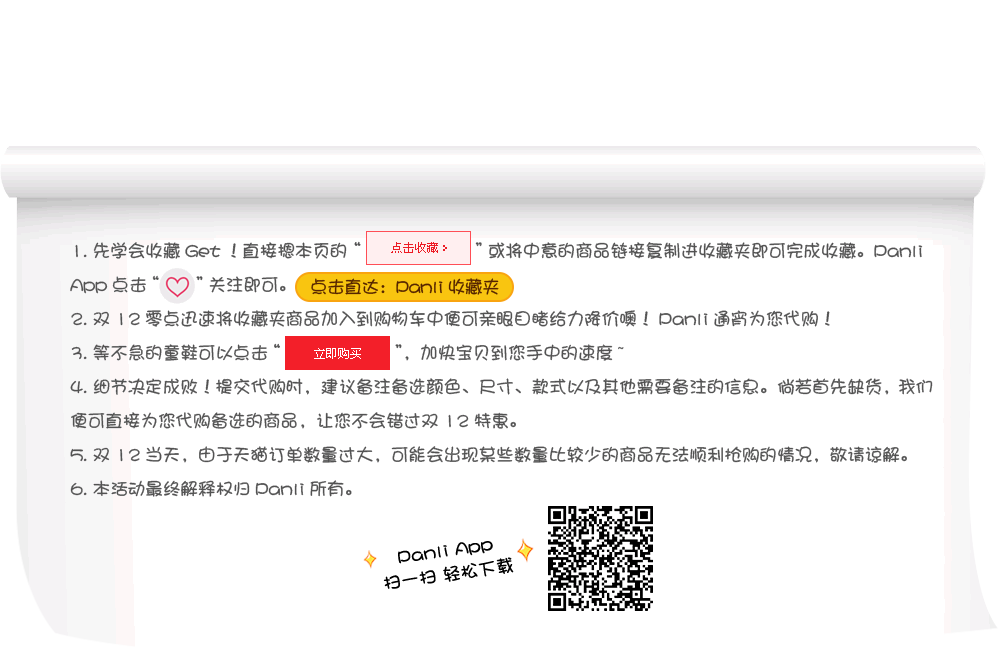 1. 先学会收藏 Get ！直接摁本页的 “ 点击收藏 > ” 或将中意的商品链接复制进收藏夹即可完成收藏。Danli
App 点击 “ ” 关注即可。 点击直达：Danli 收藏夹
2. 双 12 零点迅速将收藏夹商品加入到购物车中便可亲眼目睹给力降价噢！ Danli 通宵为您代购！
3. 等不急的童鞋可以点击 “ 立即购买 ”，加快宝贝到您手中的速度 ~
4. 细节决定成败！提交代购时，建议备注备选颜色、尺寸、款式以及其他需要备注的信息。倘若首先缺货，我们
便可直接为您代购备选的商品，让您不会错过双 12 特惠。
5. 双 12 当天，由于天猫订单数量过大，可能会出现某些数量比较少的商品无法顺利抢购的情况，敬请谅解。
6. 本活动最终解释权归 Danli 所有。
Danli App
扫一扫 轻松下载